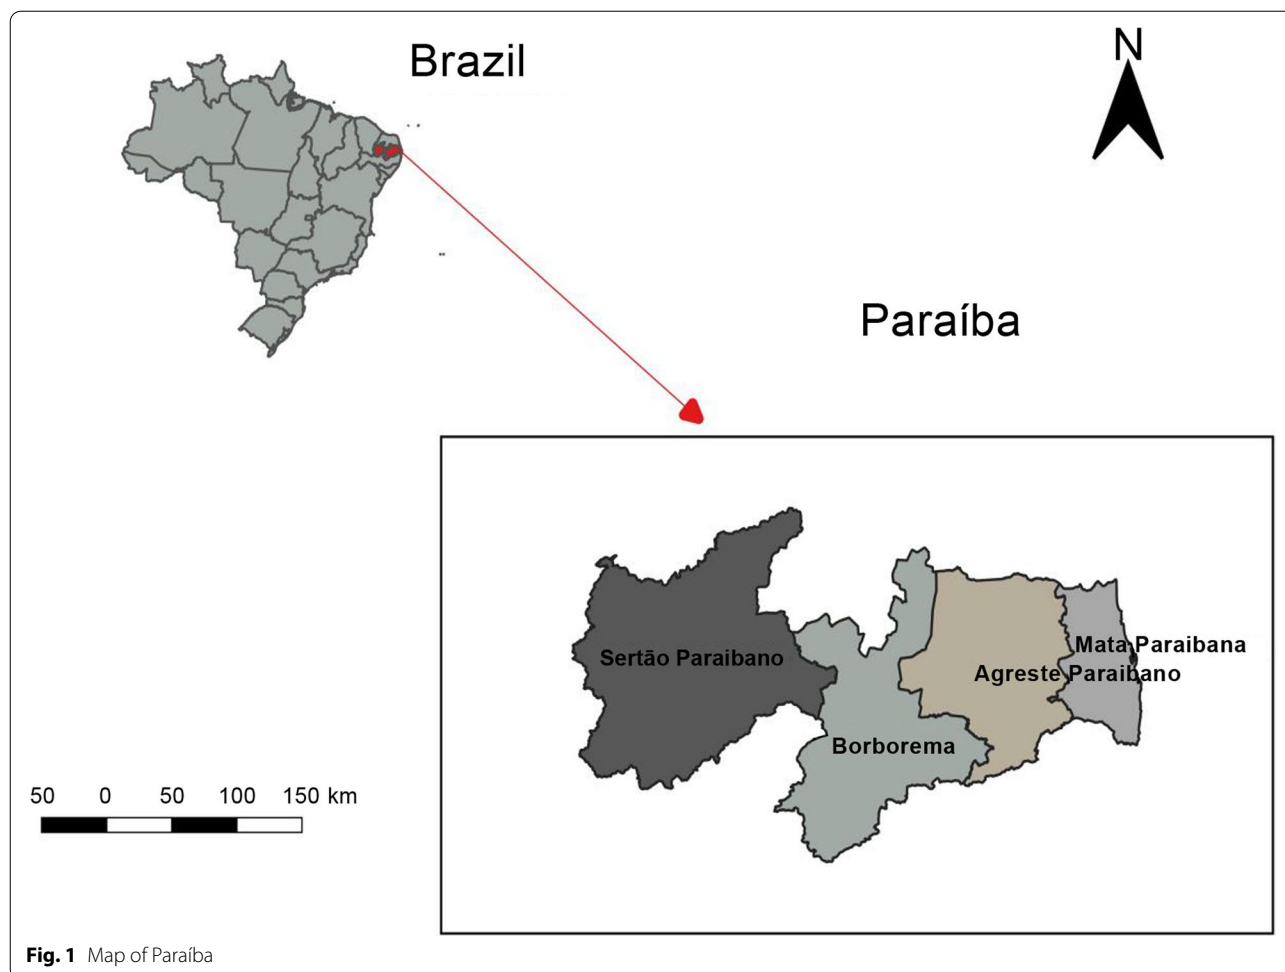 Brazil
N
Paraíba
Mata Paraibana
Sertão Paraibano
Agreste Paraibano
Borborema
50 0 50 100 150 km
Fig. 1 Map of Paraíba